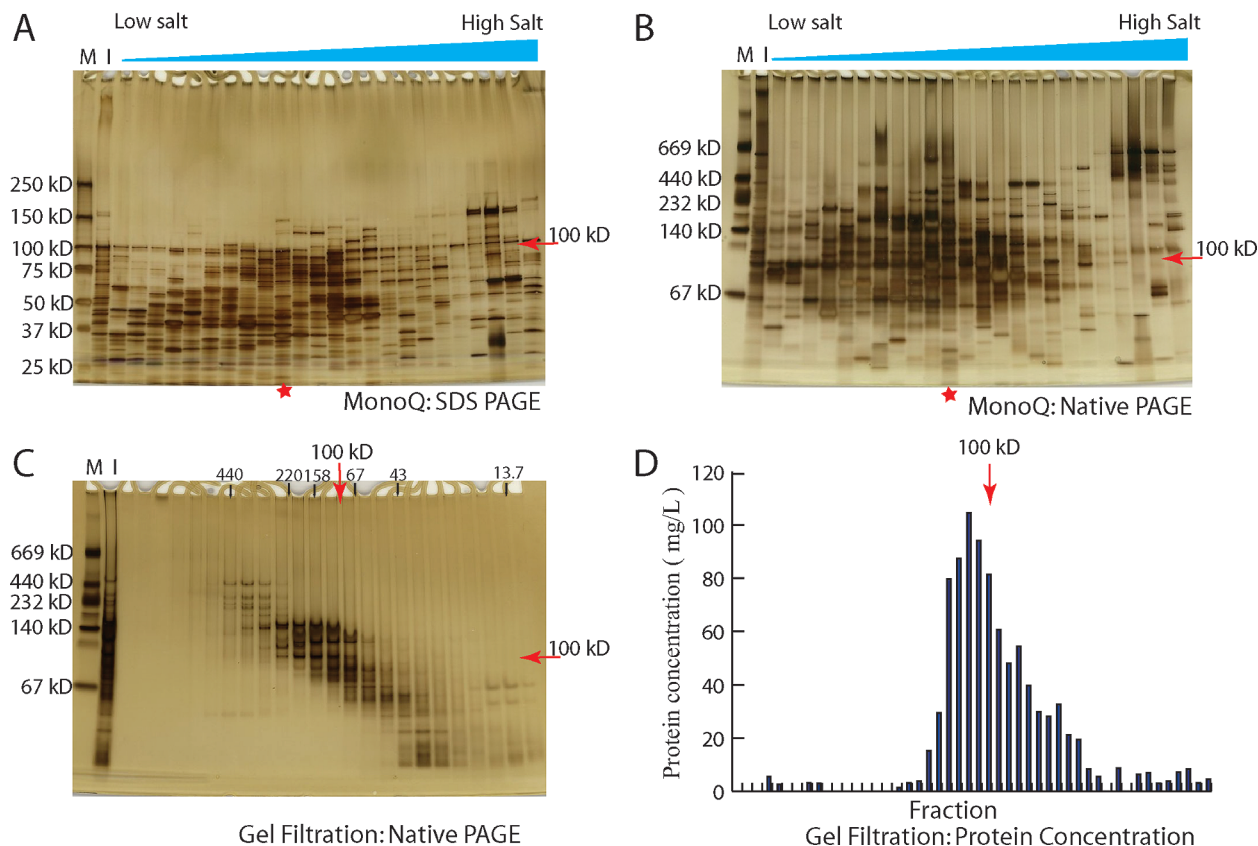 A
Low salt
High Salt
M I
250 kD
150 kD
100 kD
75 kD
50 kD
37 kD
25 kD
100 kD
MonoQ: SDS PAGE
B
Low salt
High Salt
M I
669 kD
440 kD
232 kD
140 kD
67 kD
100 kD
MonoQ: Native PAGE
C
100 kD
M I
440 220 158 67 43 13.7
669 kD
440 kD
232 kD
140 kD
67 kD
100 kD
Gel Filtration: Native PAGE
D
100 kD
Protein concentration ( mg/L )
120
100
80
60
40
20
0
Fraction
Gel Filtration: Protein Concentration